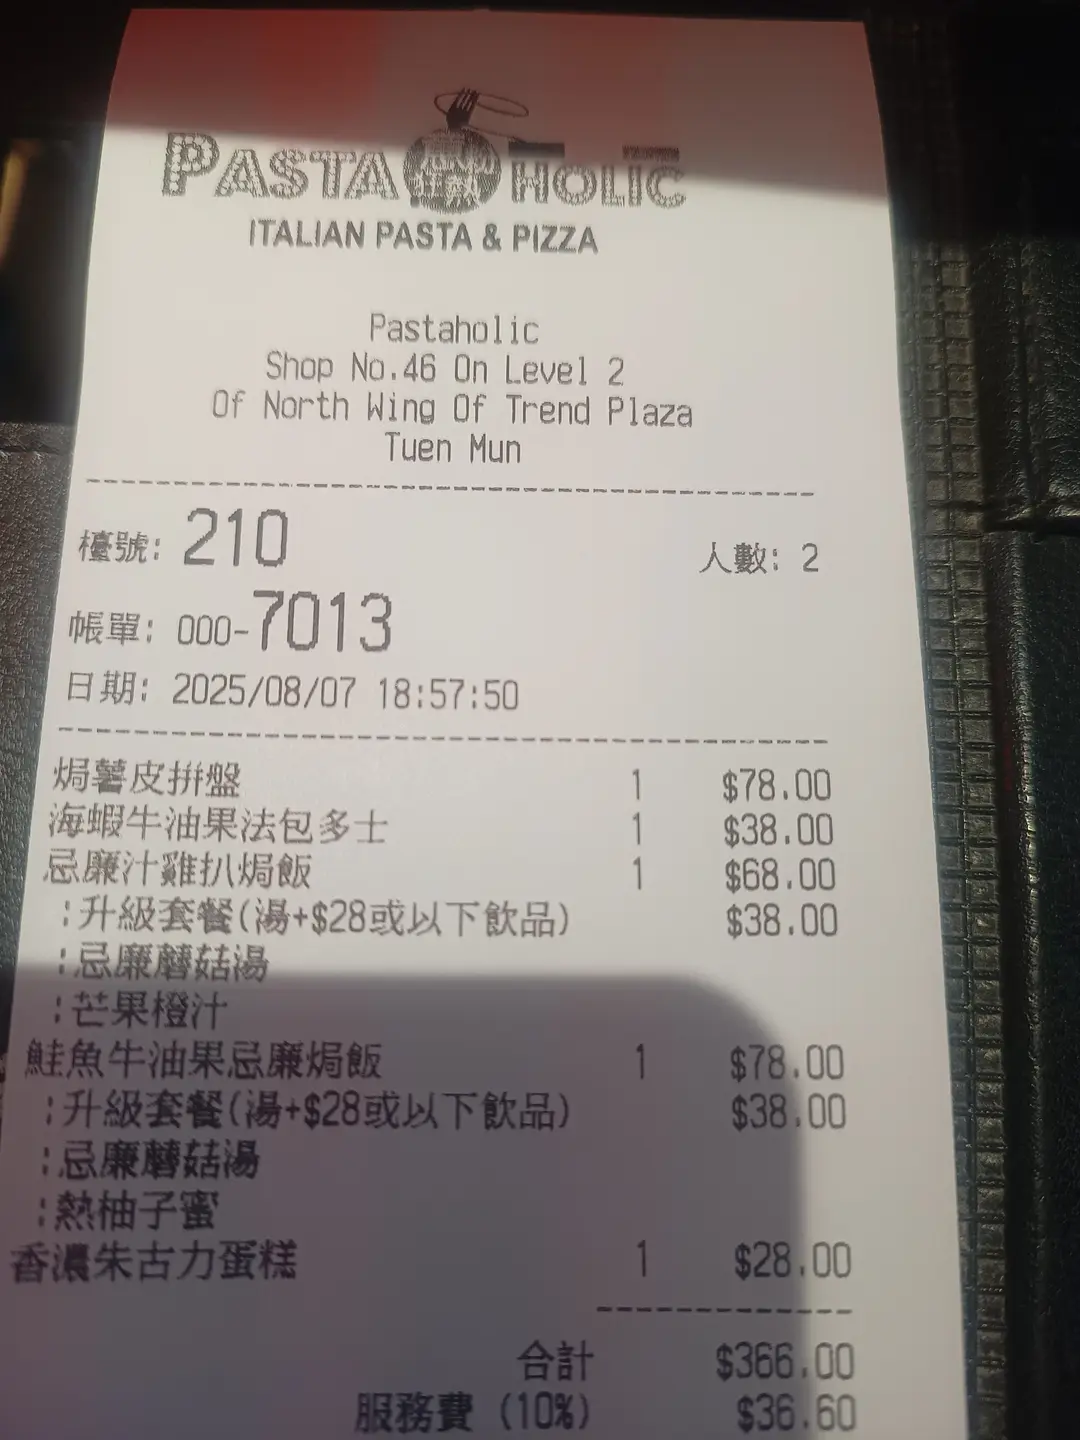 PASTA HOLIC
ITALIAN PASTA & PIZZA
Pastaholic
Shop No.46 On Level 2
Of North Wing Of Trend Plaza
Tuen Mun
檯號: 210 人數: 2
帳單: 000-7013
日期: 2025/08/07 18:57:50
焗薯皮拼盤 1 $78.00
海蝦牛油果法包多士 1 $38.00
忌廉汁雞扒焗飯 1 $68.00
:升級套餐(湯+$28或以下飲品) $38.00
:忌廉蘑菇湯
:芒果橙汁
鮭魚牛油果忌廉焗飯 1 $78.00
:升級套餐(湯+$28或以下飲品) $38.00
:忌廉蘑菇湯
:熱柚子蜜
香濃朱古力蛋糕 1 $28.00
合計 $366.00
服務費 (10%) $36.60